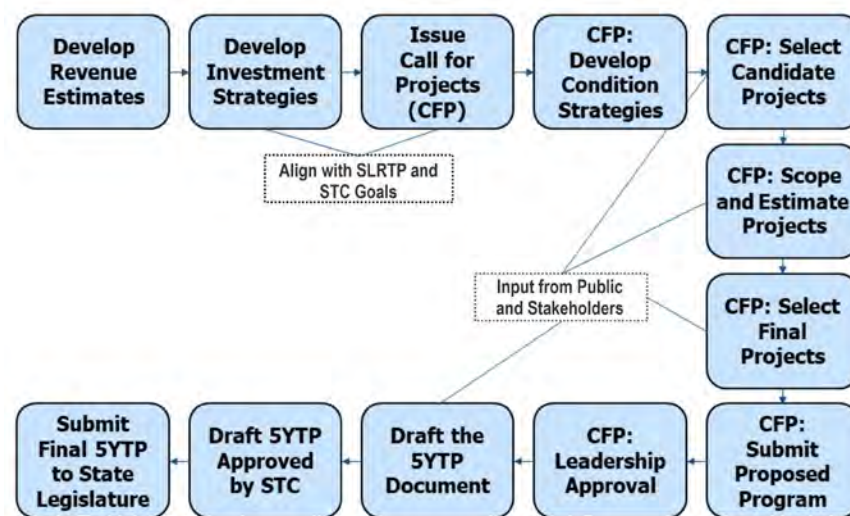 Develop
Revenue
Estimates
Develop
Investment
Strategies
Issue
Call for
Projects
(CFP)
CFP:
Develop
Condition
Strategies
CFP: Select
Candidate
Projects
Align with SLRTP and
STC Goals
CFP: Scope
and Estimate
Projects
Input from Public
and Stakeholders
CFP: Select
Final
Projects
CFP:
Submit
Proposed
Program
CFP:
Leadership
Approval
Draft the
5YTP
Document
Draft 5YTP
Approved
by STC
Submit
Final 5YTP
to State
Legislature